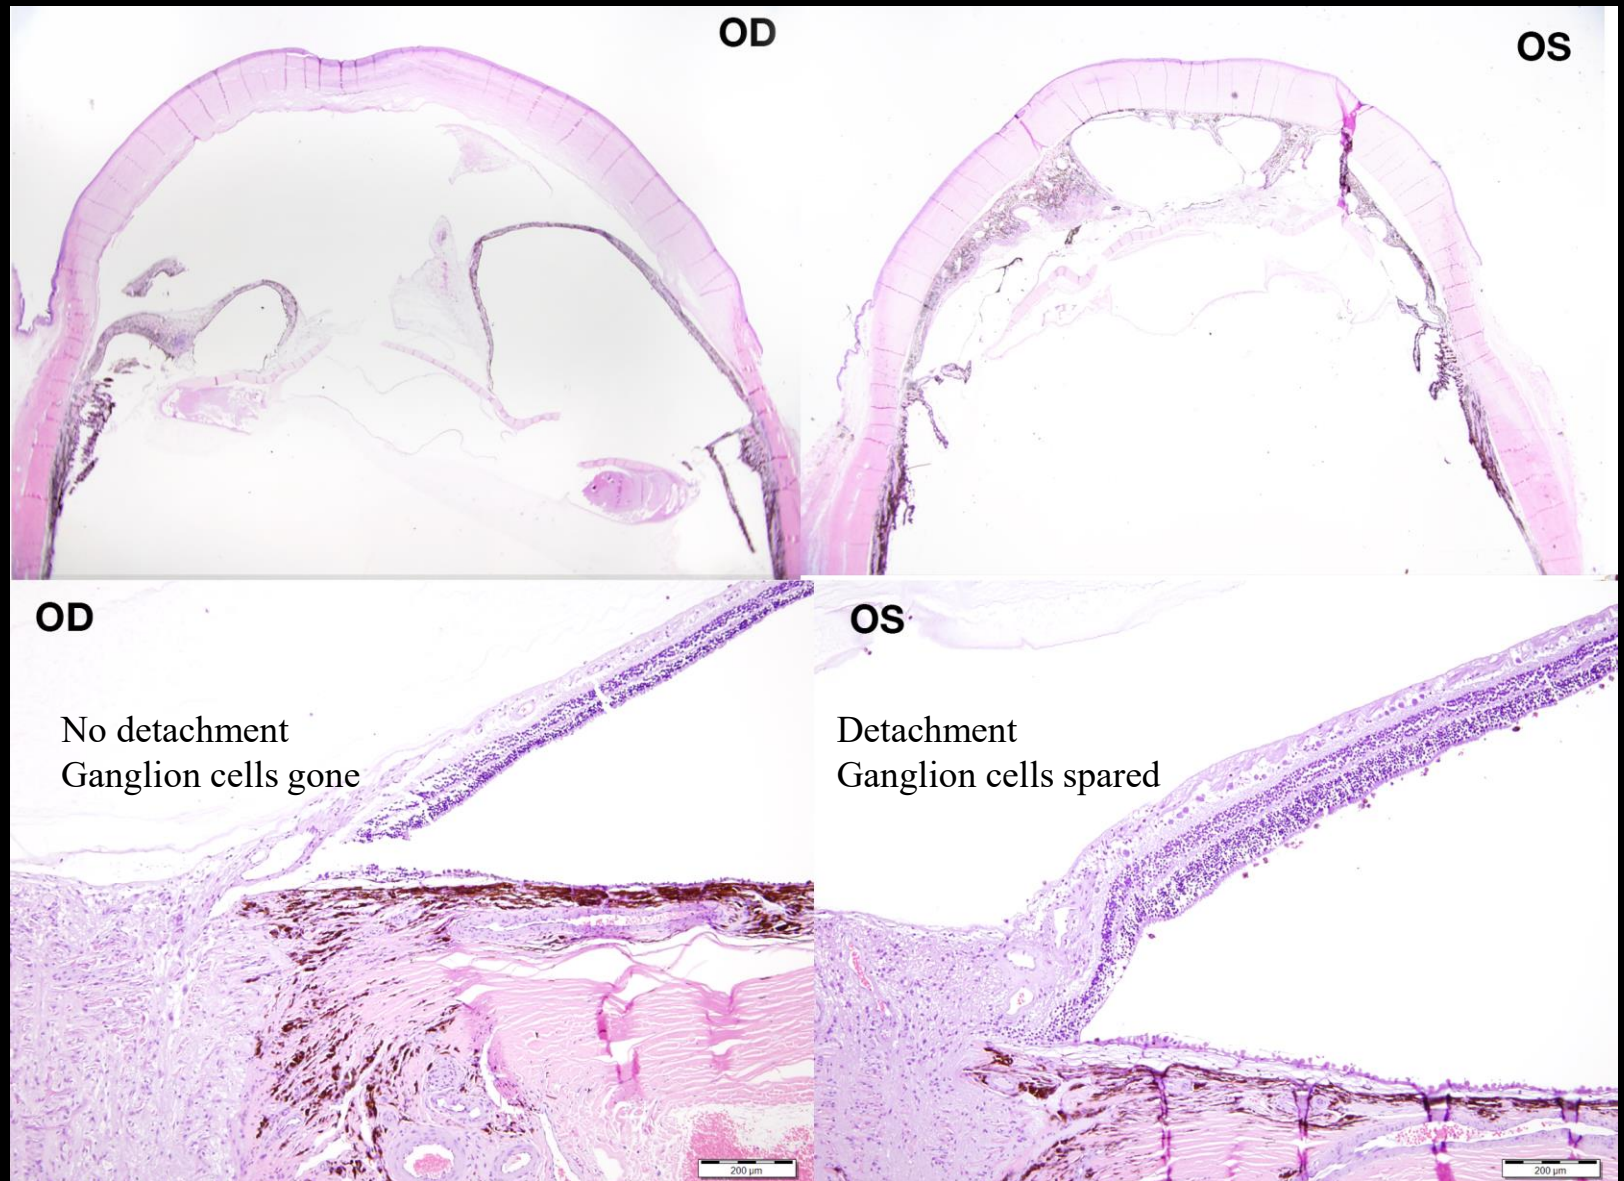 OD
OS
OD
No detachment
Ganglion cells gone
200 µm
OS
Detachment
Ganglion cells spared
200 µm